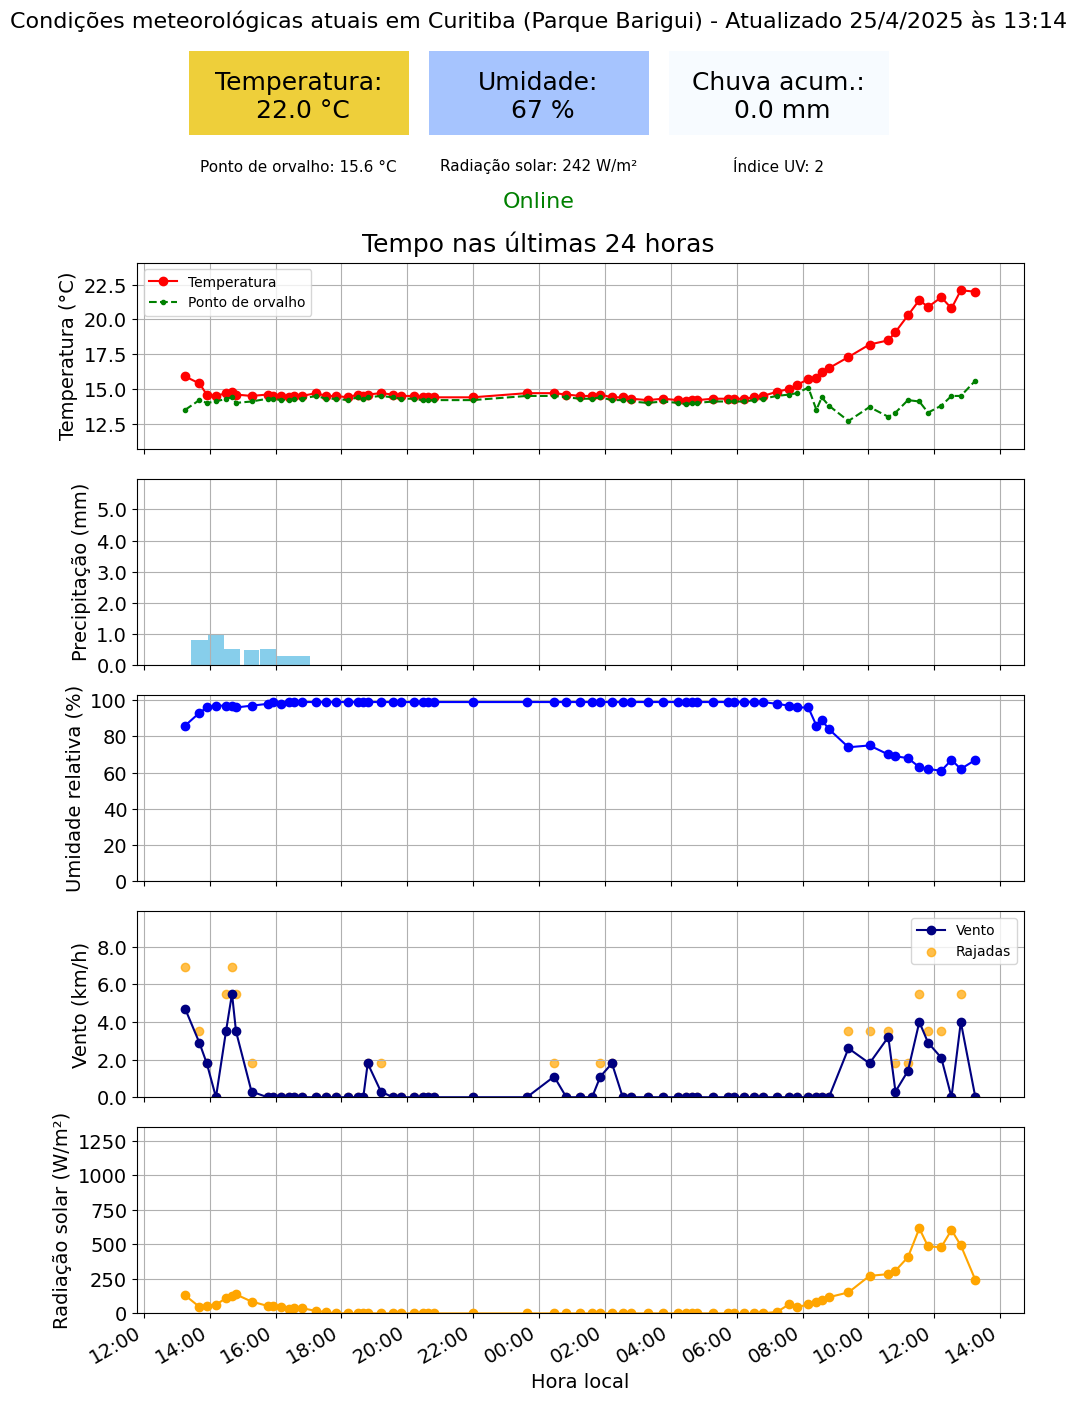 Condições meteorológicas atuais em Curitiba (Parque Barigui) - Atualizado 25/4/2025 às 13:14
Temperatura:
22.0 °C
Umidade:
67 %
Chuva acum.:
0.0 mm
Ponto de orvalho: 15.6 °C
Radiação solar: 242 W/m²
Índice UV: 2
Online
Tempo nas últimas 24 horas
Temperatura (°C)
22.5
20.0
17.5
15.0
12.5
Temperatura
Ponto de orvalho
Precipitação (mm)
5.0
4.0
3.0
2.0
1.0
0.0
Umidade relativa (%)
100
80
60
40
20
0
Vento (km/h)
8.0
6.0
4.0
2.0
0.0
Vento
Rajadas
Radiação solar (W/m²)
1250
1000
750
500
250
0
12:00
14:00
16:00
18:00
20:00
22:00
00:00
02:00
04:00
06:00
08:00
10:00
12:00
14:00
Hora local